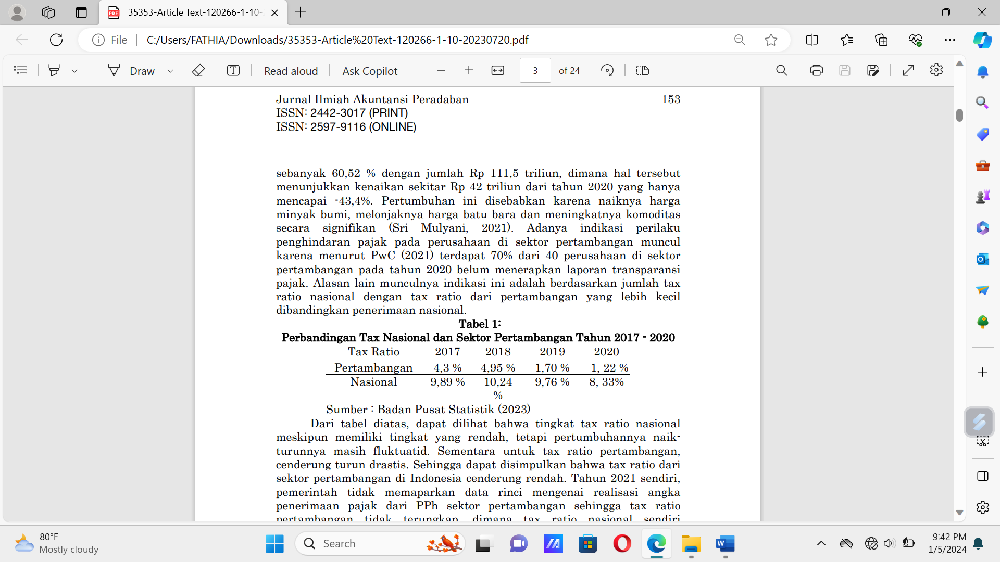 35353-Article Text-120266-1-10-
File
C:/Users/FATHIA/Downloads/35353-Article%20Text-120266-1-10-20230720.pdf
Draw
Read aloud
Ask Copilot
3 of 24
Jurnal Ilmiah Akuntansi Peradaban 153
ISSN: 2442-3017 (PRINT)
ISSN: 2597-9116 (ONLINE)
sebanyak 60,52 % dengan jumlah Rp 111,5 triliun, dimana hal tersebut
menunjukkan kenaikan sekitar Rp 42 triliun dari tahun 2020 yang hanya
mencapai -43,4%. Pertumbuhan ini disebabkan karena naiknya harga
minyak bumi, melonjaknya harga batu bara dan meningkatnya komoditas
secara signifikan (Sri Mulyani, 2021). Adanya indikasi perilaku
penghindaran pajak pada perusahaan di sektor pertambangan muncul
karena menurut PwC (2021) terdapat 70% dari 40 perusahaan di sektor
pertambangan pada tahun 2020 belum menerapkan laporan transparansi
pajak. Alasan lain munculnya indikasi ini adalah berdasarkan jumlah tax
ratio nasional dengan tax ratio dari pertambangan yang lebih kecil
dibandingkan penerimaan nasional.
Tabel 1:
Perbandingan Tax Nasional dan Sektor Pertambangan Tahun 2017 - 2020
Tax Ratio 2017 2018 2019 2020
Pertambangan 4,3 % 4,95 % 1,70 % 1, 22 %
Nasional 9,89 % 10,24 9,76 % 8, 33%
%
Sumber : Badan Pusat Statistik (2023)
Dari tabel diatas, dapat dilihat bahwa tingkat tax ratio nasional
meskipun memiliki tingkat yang rendah, tetapi pertumbuhannya naik-
turunnya masih fluktuatid. Sementara untuk tax ratio pertambangan,
cenderung turun drastis. Sehingga dapat disimpulkan bahwa tax ratio dari
sektor pertambangan di Indonesia cenderung rendah. Tahun 2021 sendiri,
pemerintah tidak memaparkan data rinci mengenai realisasi angka
penerimaan pajak dari PPh sektor pertambangan sehingga tax ratio
pertambangan tidak terungkap, dimana tax ratio nasional sendiri
80°F
Mostly cloudy
Search
9:42 PM
1/5/2024